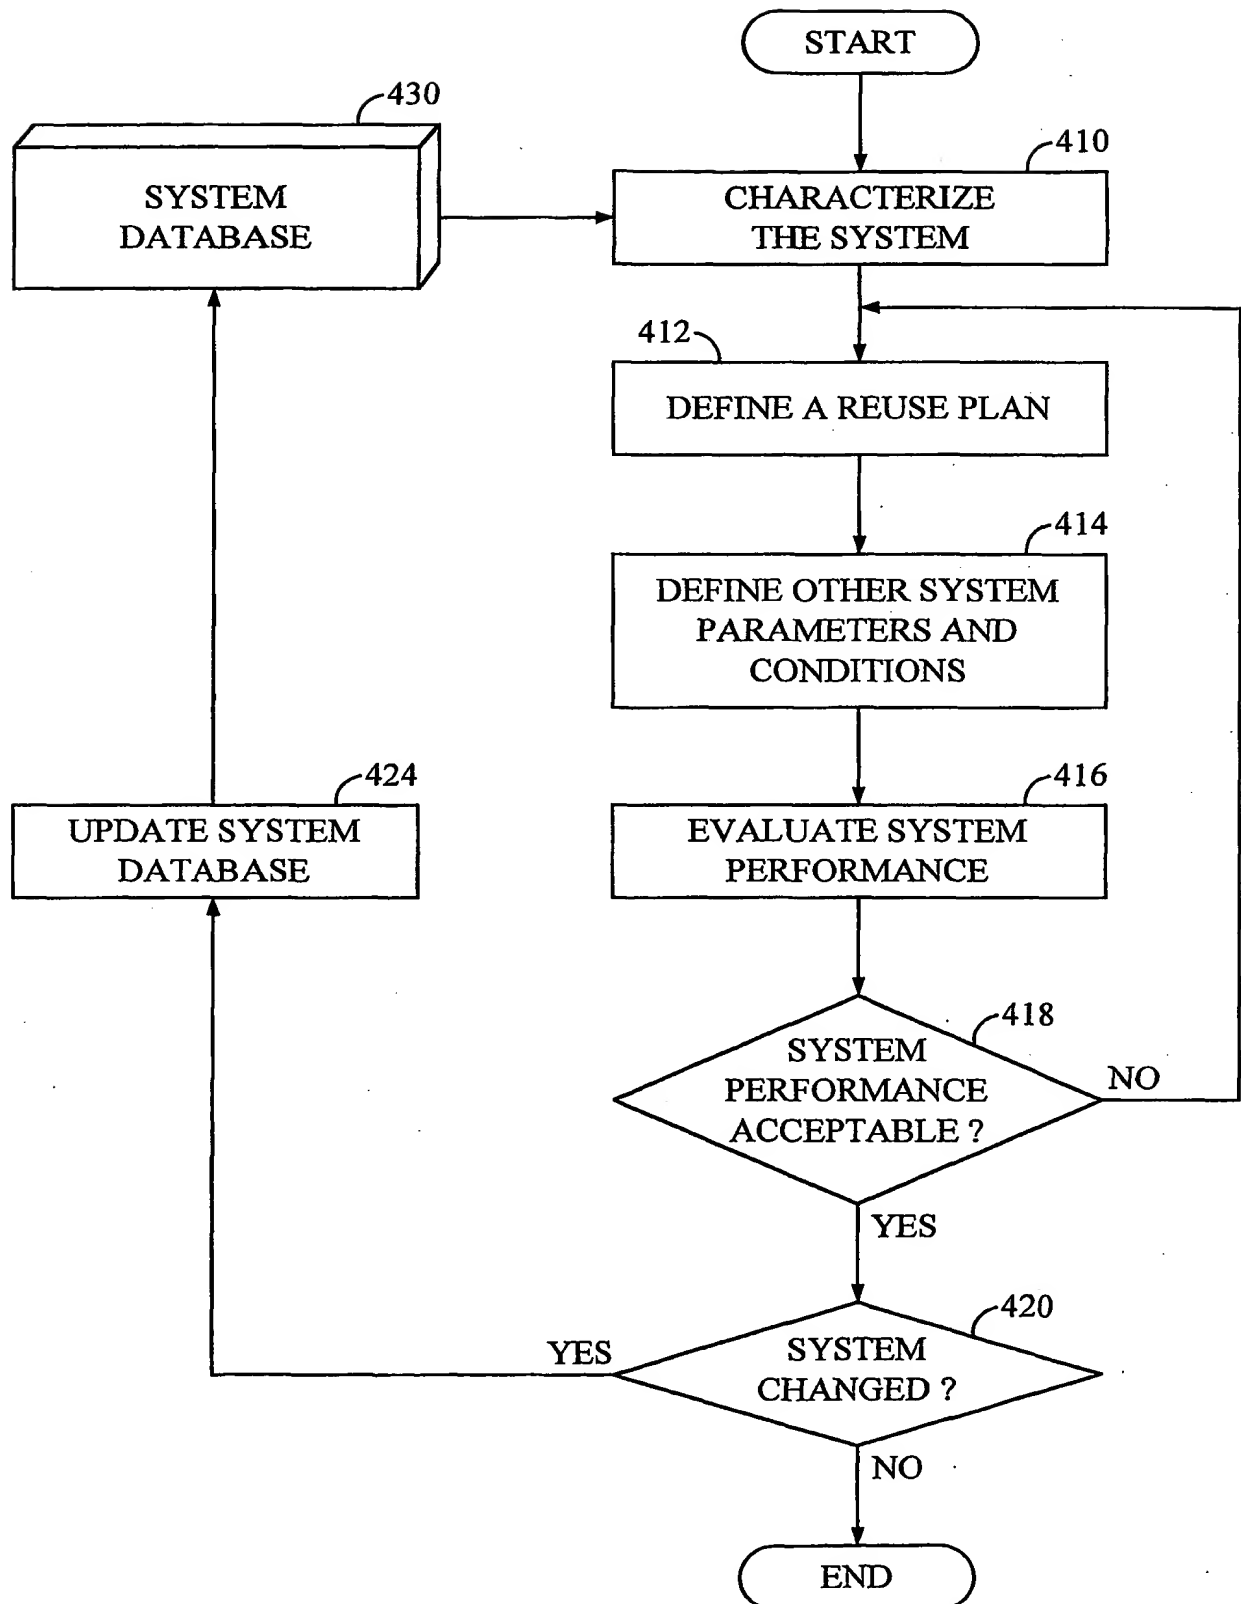 START
430
410
SYSTEM
DATABASE
CHARACTERIZE
THE SYSTEM
412
DEFINE A REUSE PLAN
414
DEFINE OTHER SYSTEM
PARAMETERS AND
CONDITIONS
424
416
UPDATE SYSTEM
DATABASE
EVALUATE SYSTEM
PERFORMANCE
418
SYSTEM
PERFORMANCE
ACCEPTABLE ?
NO
YES
420
YES
SYSTEM
CHANGED ?
NO
END